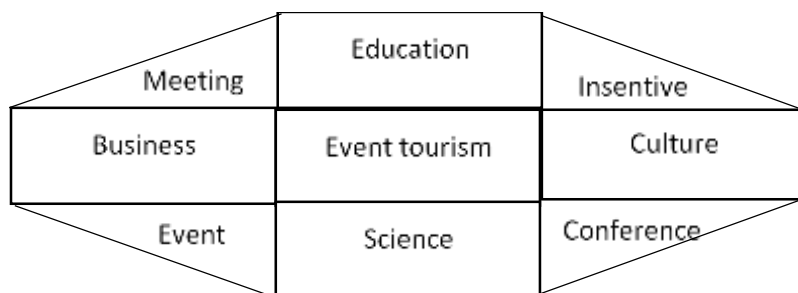 Education
Meeting
Insentive
Business
Event tourism
Culture
Event
Science
Conference